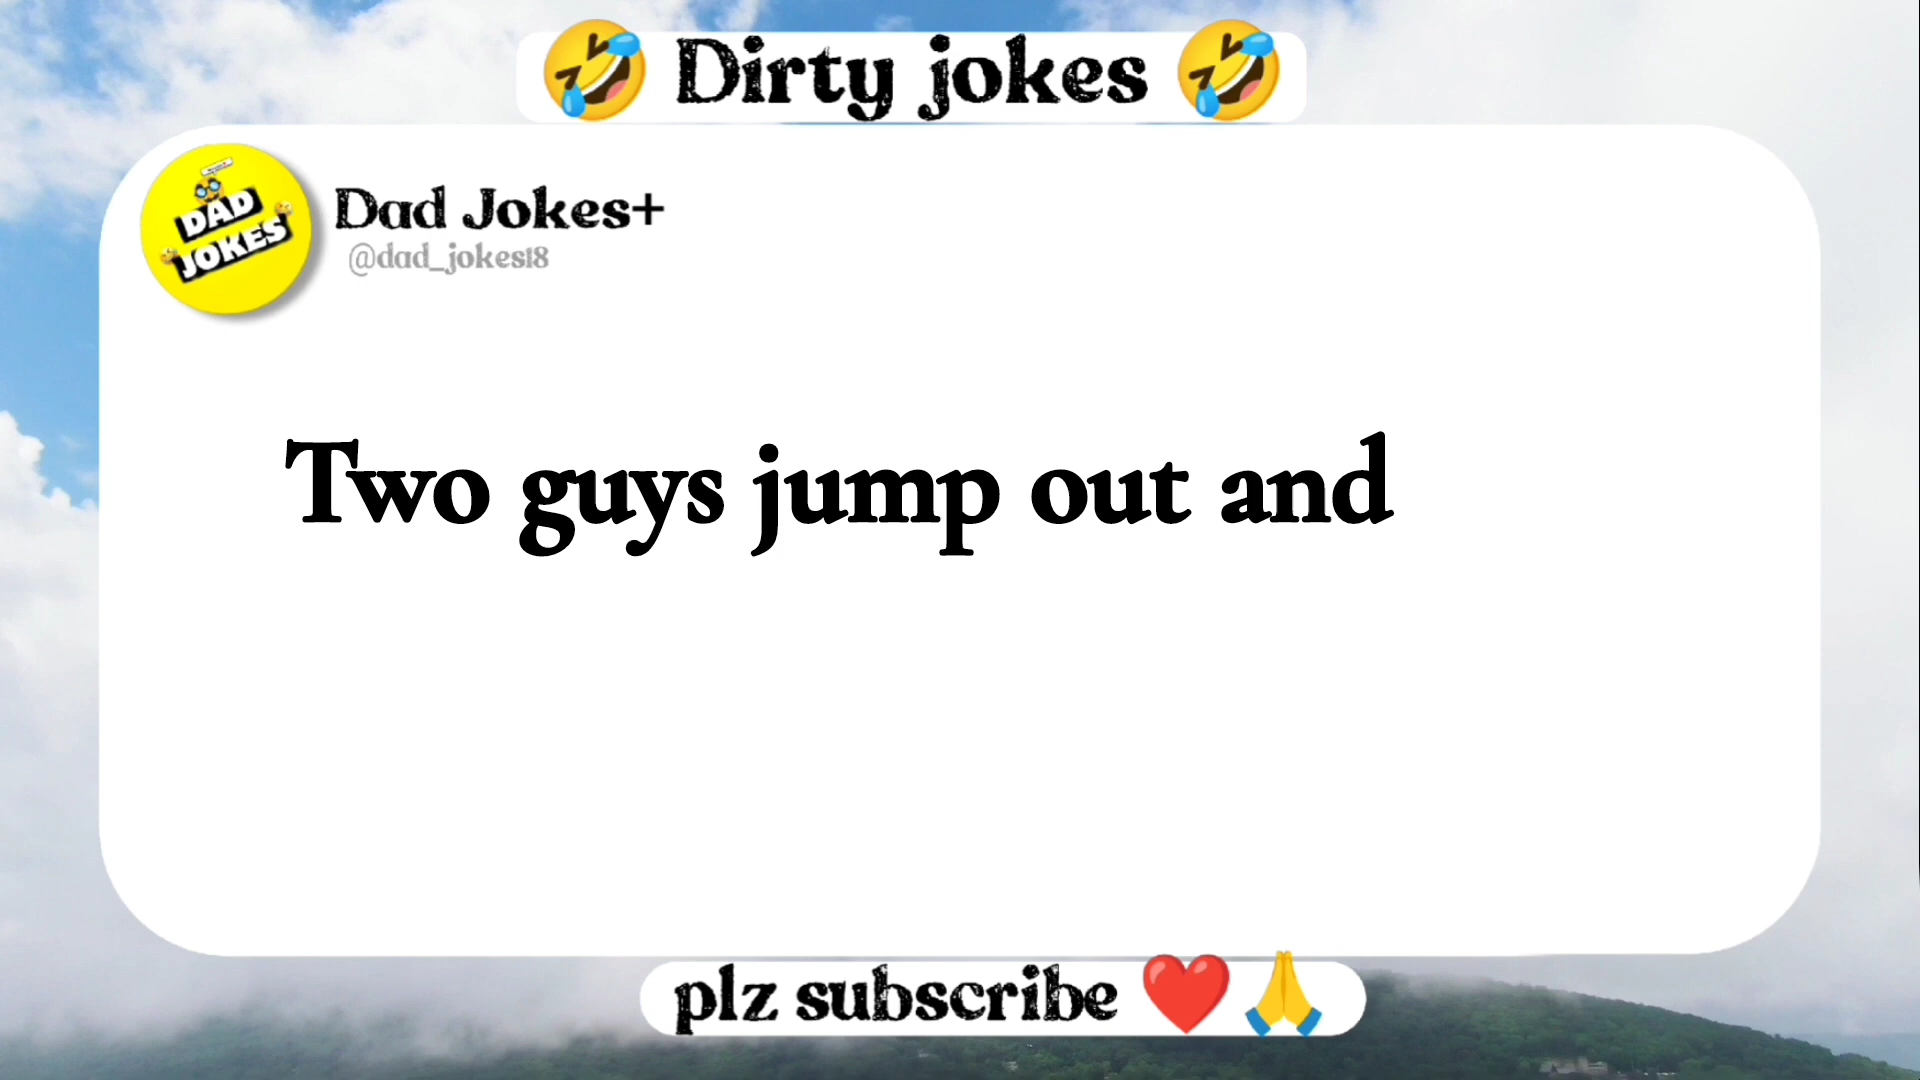 🤣 Dirty jokes 🤣
DAD
JOKES
Dad Jokes+
@dad_jokes18
Two guys jump out and
plz subscribe ❤️🙏